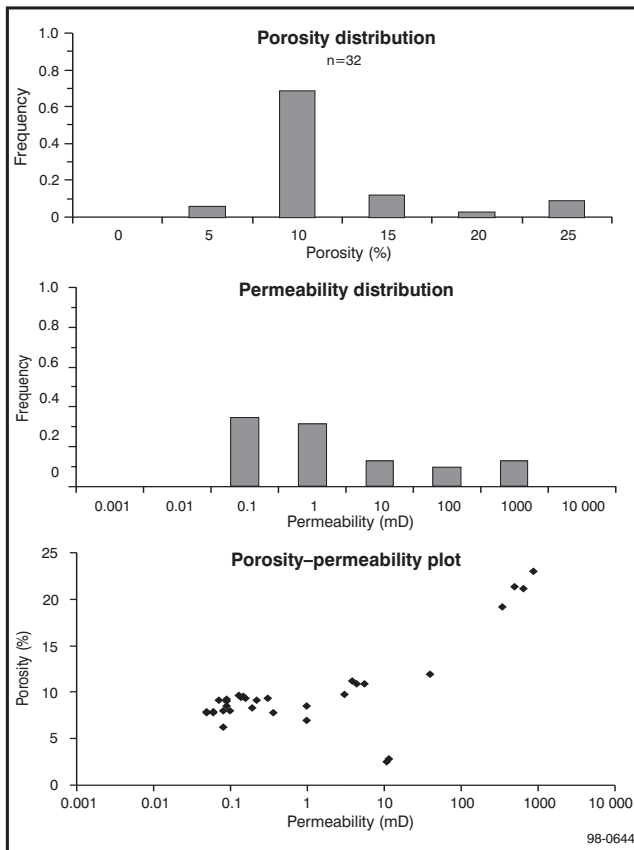 Porosity distribution
n=32
1.0
0.8
0.6
0.4
0.2
0
Frequency
0 5 10 15 20 25
Porosity (%)
Permeability distribution
1.0
0.8
0.6
0.4
0.2
0
Frequency
0.001 0.01 0.1 1 10 100 1000 10 000
Permeability (mD)
Porosity–permeability plot
25
20
15
10
5
0
Porosity (%)
0.001 0.01 0.1 1 10 100 1000 10 000
Permeability (mD)
98-0644